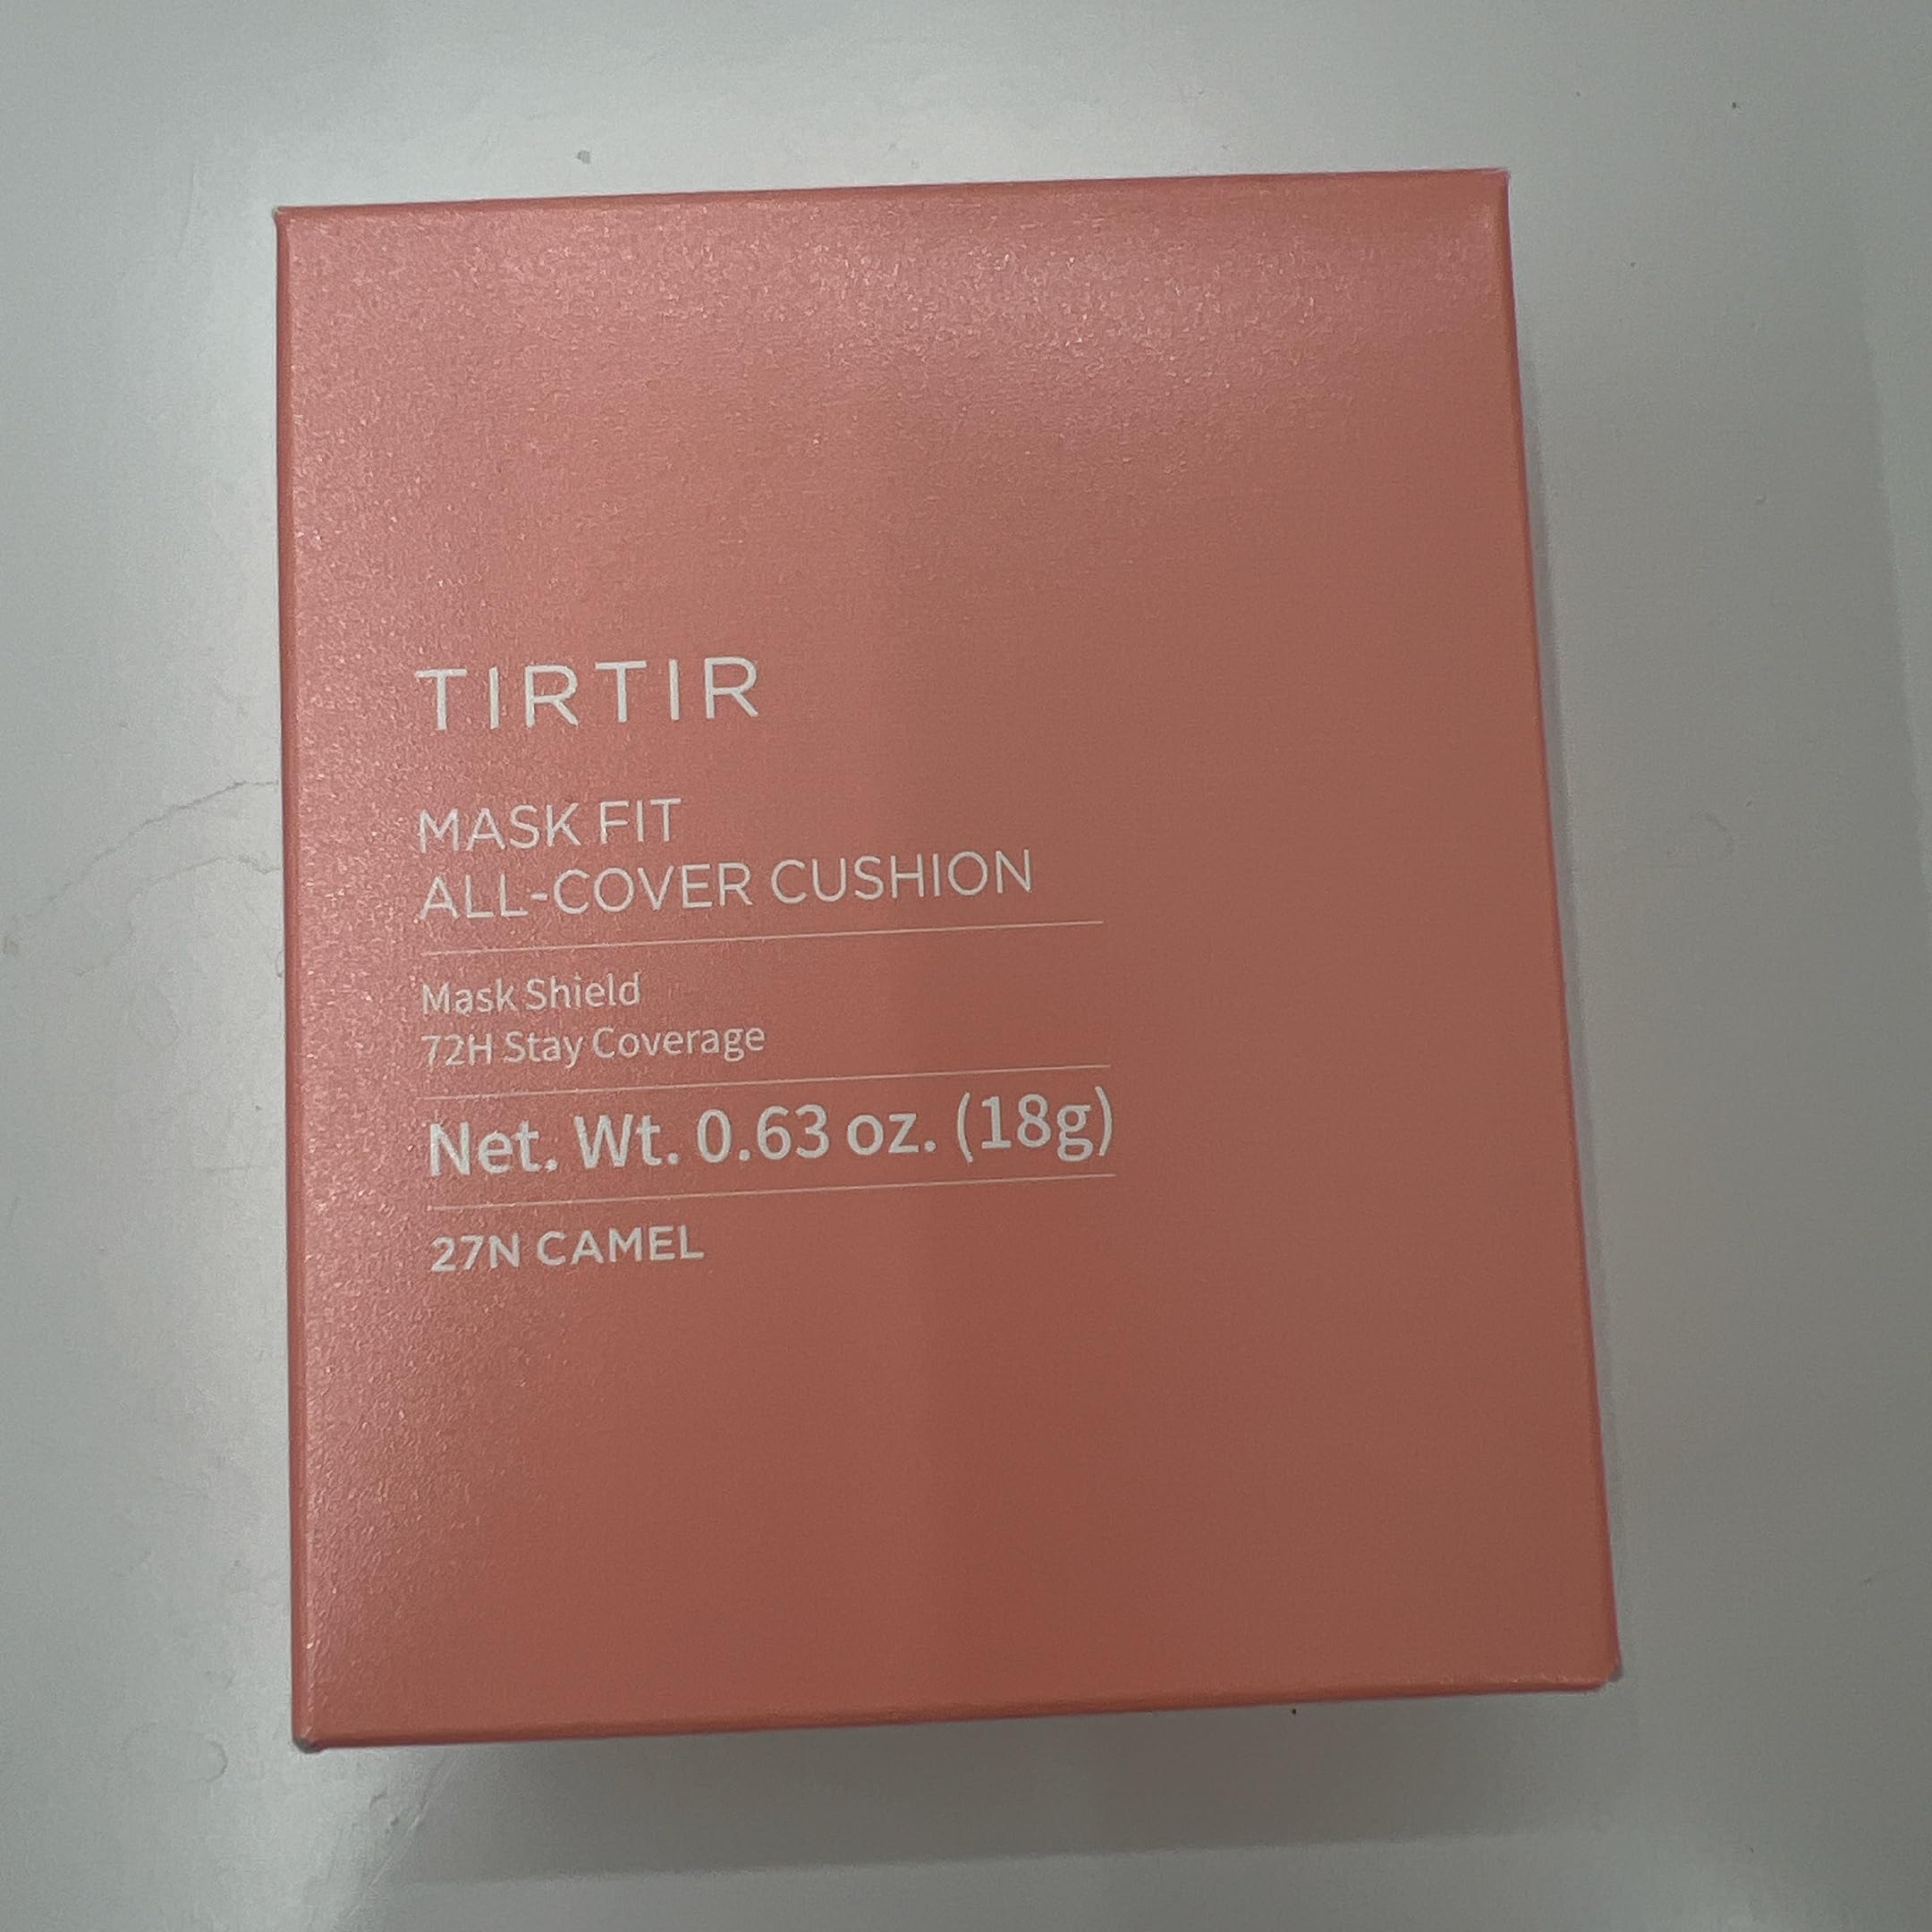 TIRTIR
MASK FIT
ALL-COVER CUSHION
Mask Shield
72H Stay Coverage
Net. Wt. 0.63 oz. (18g)
27N CAMEL